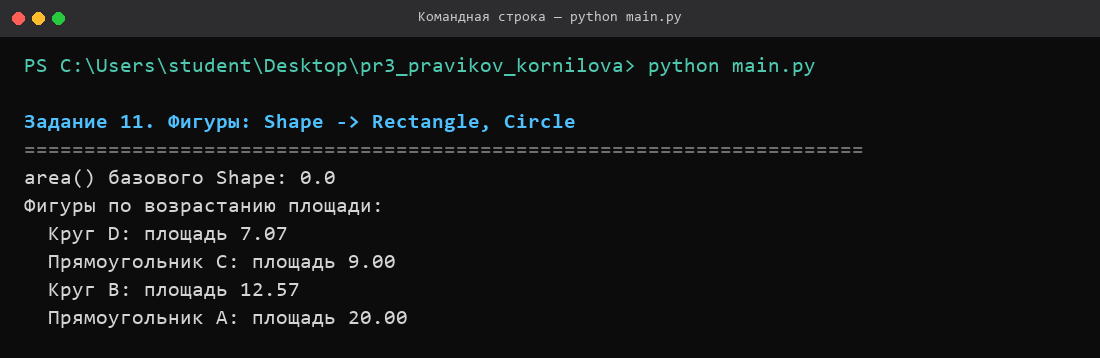 Командная строка — python main.py
PS C:\Users\student\Desktop\pr3_pravikov_kornilova> python main.py
Задание 11. Фигуры: Shape -> Rectangle, Circle
======================================================================
area() базового Shape: 0.0
Фигуры по возрастанию площади:
  Круг D: площадь 7.07
  Прямоугольник C: площадь 9.00
  Круг B: площадь 12.57
  Прямоугольник A: площадь 20.00